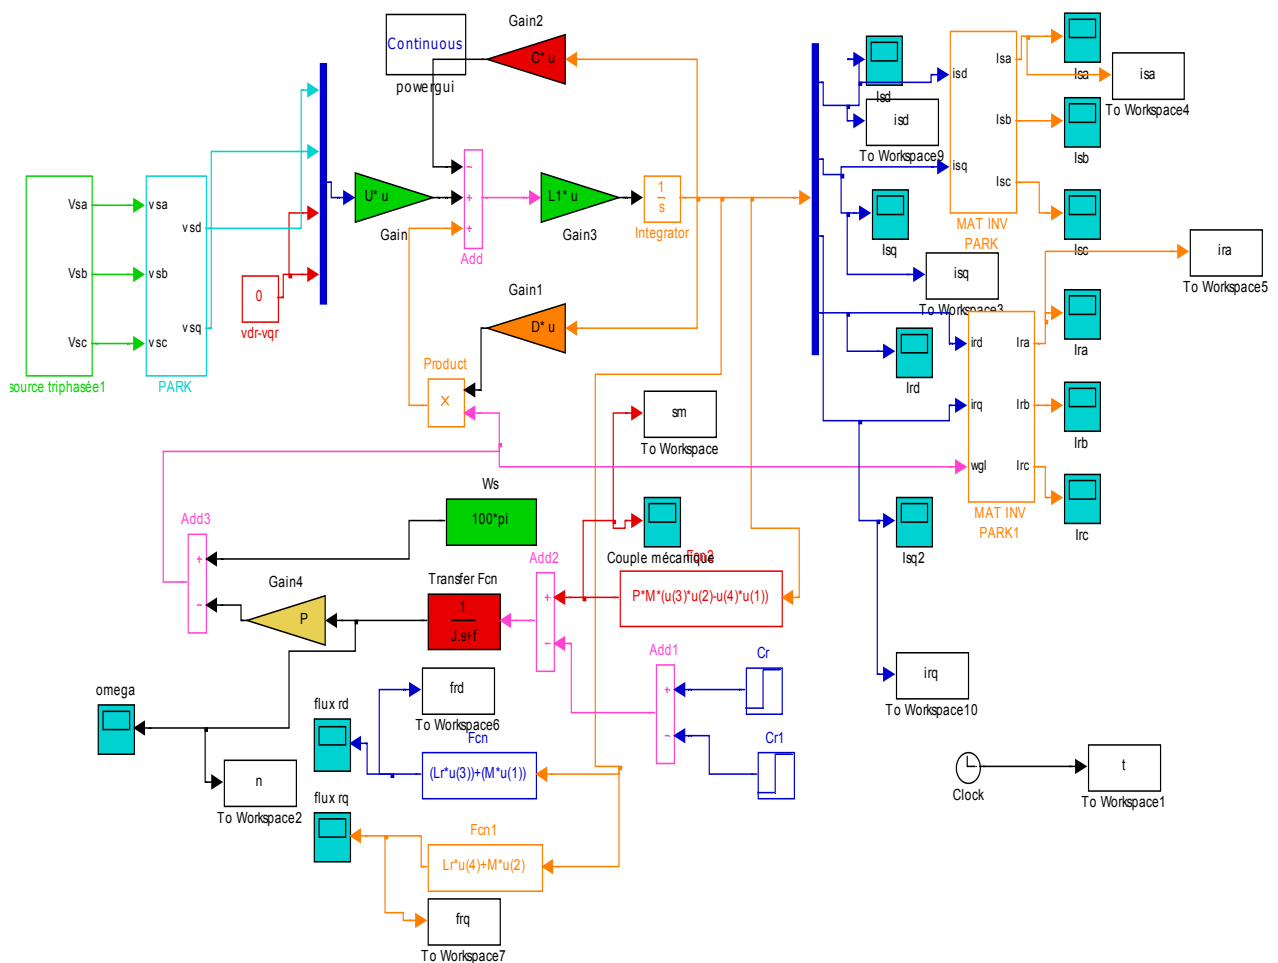 Gain2
Continuous
powergui
C* u
Isa
Isa
isa
To Workspace4
Isd
isd
isd
To Workspace9
Isb
Isb
isq
Isc
Isc
MAT INV
PARK
Isq
isq
To Workspace3
ira
To Workspace5
U* u
Gain
−
+
+
Add
L1* u
Gain3
1
s
Integrator
Vsa
Vsb
Vsc
source triphasée1
vsa
vsb
vsc
vsd
vsq
PARK
0
vdr-vqr
Gain1
D* u
Product
×
ird
irq
wgl
Ira
Irb
Irc
MAT INV
PARK1
Ird
Ira
Irb
Irc
sm
To Workspace
Ws
100*pi
Add3
+
−
Gain4
P
Transfer Fcn
1
J.s+f
Add2
+
−
Couple mécanique
Fcn2
P*M*(u(3)*u(2)-u(4)*u(1))
Isq2
Add1
+
−
Cr
Cr1
irq
To Workspace10
omega
n
To Workspace2
flux rd
frd
To Workspace6
Fcn
(Lr*u(3))+(M*u(1))
flux rq
Fcn1
Lr*u(4)+M*u(2)
frq
To Workspace7
Clock
t
To Workspace1